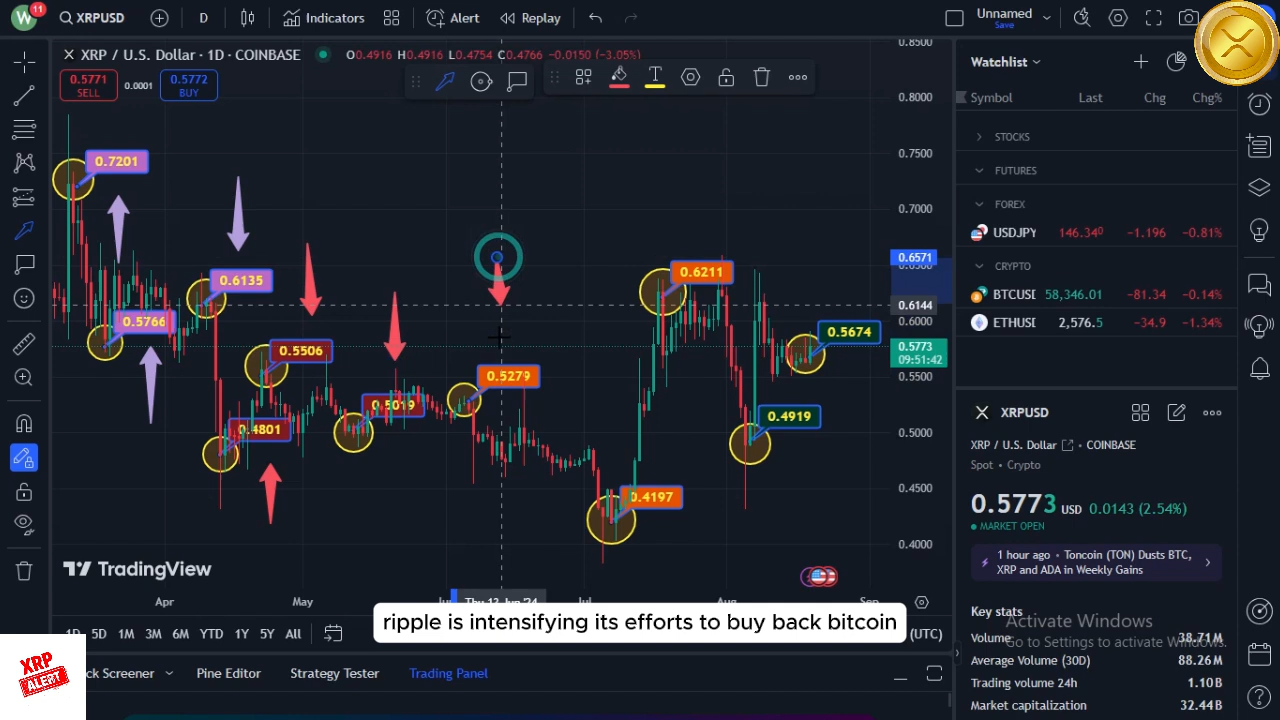 W 11 XRPUSD D Indicators Alert Replay Unnamed
Save
XRP / U.S. Dollar · 1D · COINBASE O0.4916 H0.4916 L0.4754 C0.4766 −0.0150 (−3.05%)
0.5771
SELL
0.0001
0.5772
BUY
0.8500
0.8000
0.7500
0.7000
0.6571
0.6144
0.6000
0.5773
09:51:42
0.5500
0.5000
0.4500
0.4000
0.7201
0.5766
0.6135
0.5506
0.4801
0.5019
0.5279
0.6211
0.4197
0.4919
0.5674
TradingView
Apr May Thu 13 Jun '24 Jul Aug Sep
1D 5D 1M 3M 6M YTD 1Y 5Y All (UTC)
ripple is intensifying its efforts to buy back bitcoin
XRP
ALERT
ck Screener Pine Editor Strategy Tester Trading Panel
Watchlist
Symbol Last Chg Chg%
STOCKS
FUTURES
FOREX
USDJPY 146.340 −1.196 −0.81%
CRYPTO
BTCUSD 58,346.01 −81.34 −0.14%
ETHUSD 2,576.5 −34.9 −1.34%
XRPUSD
XRP / U.S. Dollar COINBASE
Spot • Crypto
0.5773 USD 0.0143 (2.54%)
MARKET OPEN
1 hour ago • Toncoin (TON) Dusts BTC,
XRP and ADA in Weekly Gains
Key stats
Activate Windows
Go to Settings to activate Windows.
Volume 38.71M
Average Volume (30D) 88.26M
Trading volume 24h 1.10B
Market capitalization 32.44B